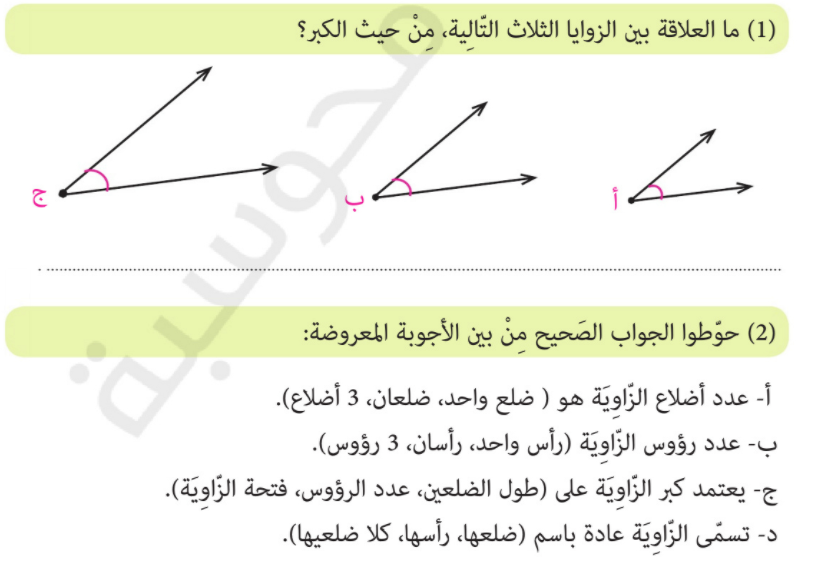 (1) ما العلاقة بين الزوايا الثلاث التّالِية، مِنْ حيث الكبر؟
أ
ب
ج
(2) حوّطوا الجواب الصَحيح مِنْ بين الأجوبة المعروضة:
أ- عدد أضلاع الزّاوِيَة هو ( ضلع واحد، ضلعان، 3 أضلاع).
ب- عدد رؤوس الزّاوِيَة (رأس واحد، رأسان، 3 رؤوس).
ج- يعتمد كبر الزّاوِيَة على (طول الضلعين، عدد الرؤوس، فتحة الزّاوِيَة).
د- تسمّى الزّاوِيَة عادة باسم (ضلعها، رأسها، كلا ضلعيها).
محوسبة